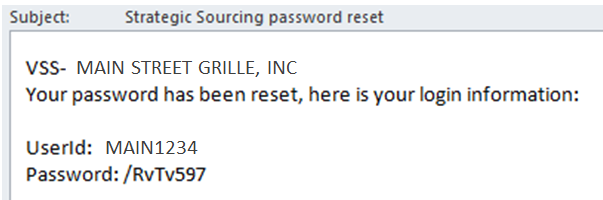 Subject: Strategic Sourcing password reset
VSS- MAIN STREET GRILLE, INC
Your password has been reset, here is your login information:
UserId: MAIN1234
Password: /RvTv597